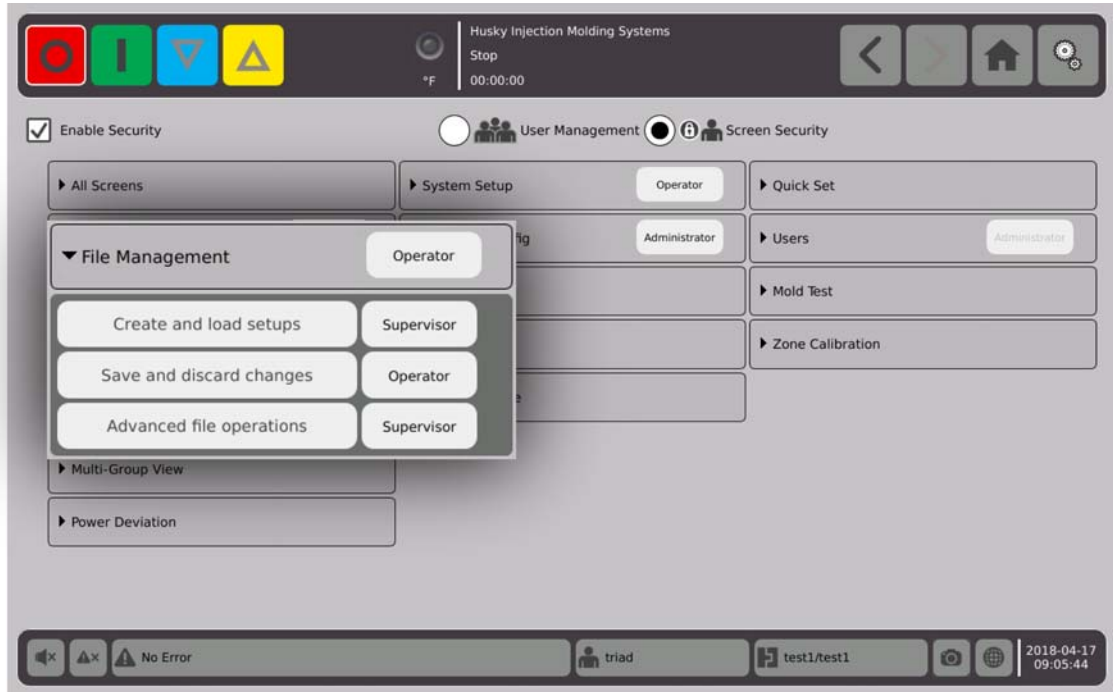 Husky Injection Molding Systems
Stop
°F 00:00:00
Enable Security
User Management
Screen Security
All Screens
System Setup Operator
Quick Set
File Management Operator
Administrator
Users Administrator
Create and load setups Supervisor
Mold Test
Save and discard changes Operator
Zone Calibration
Advanced file operations Supervisor
Multi-Group View
Power Deviation
No Error
triad
test1/test1
2018-04-17
09:05:44